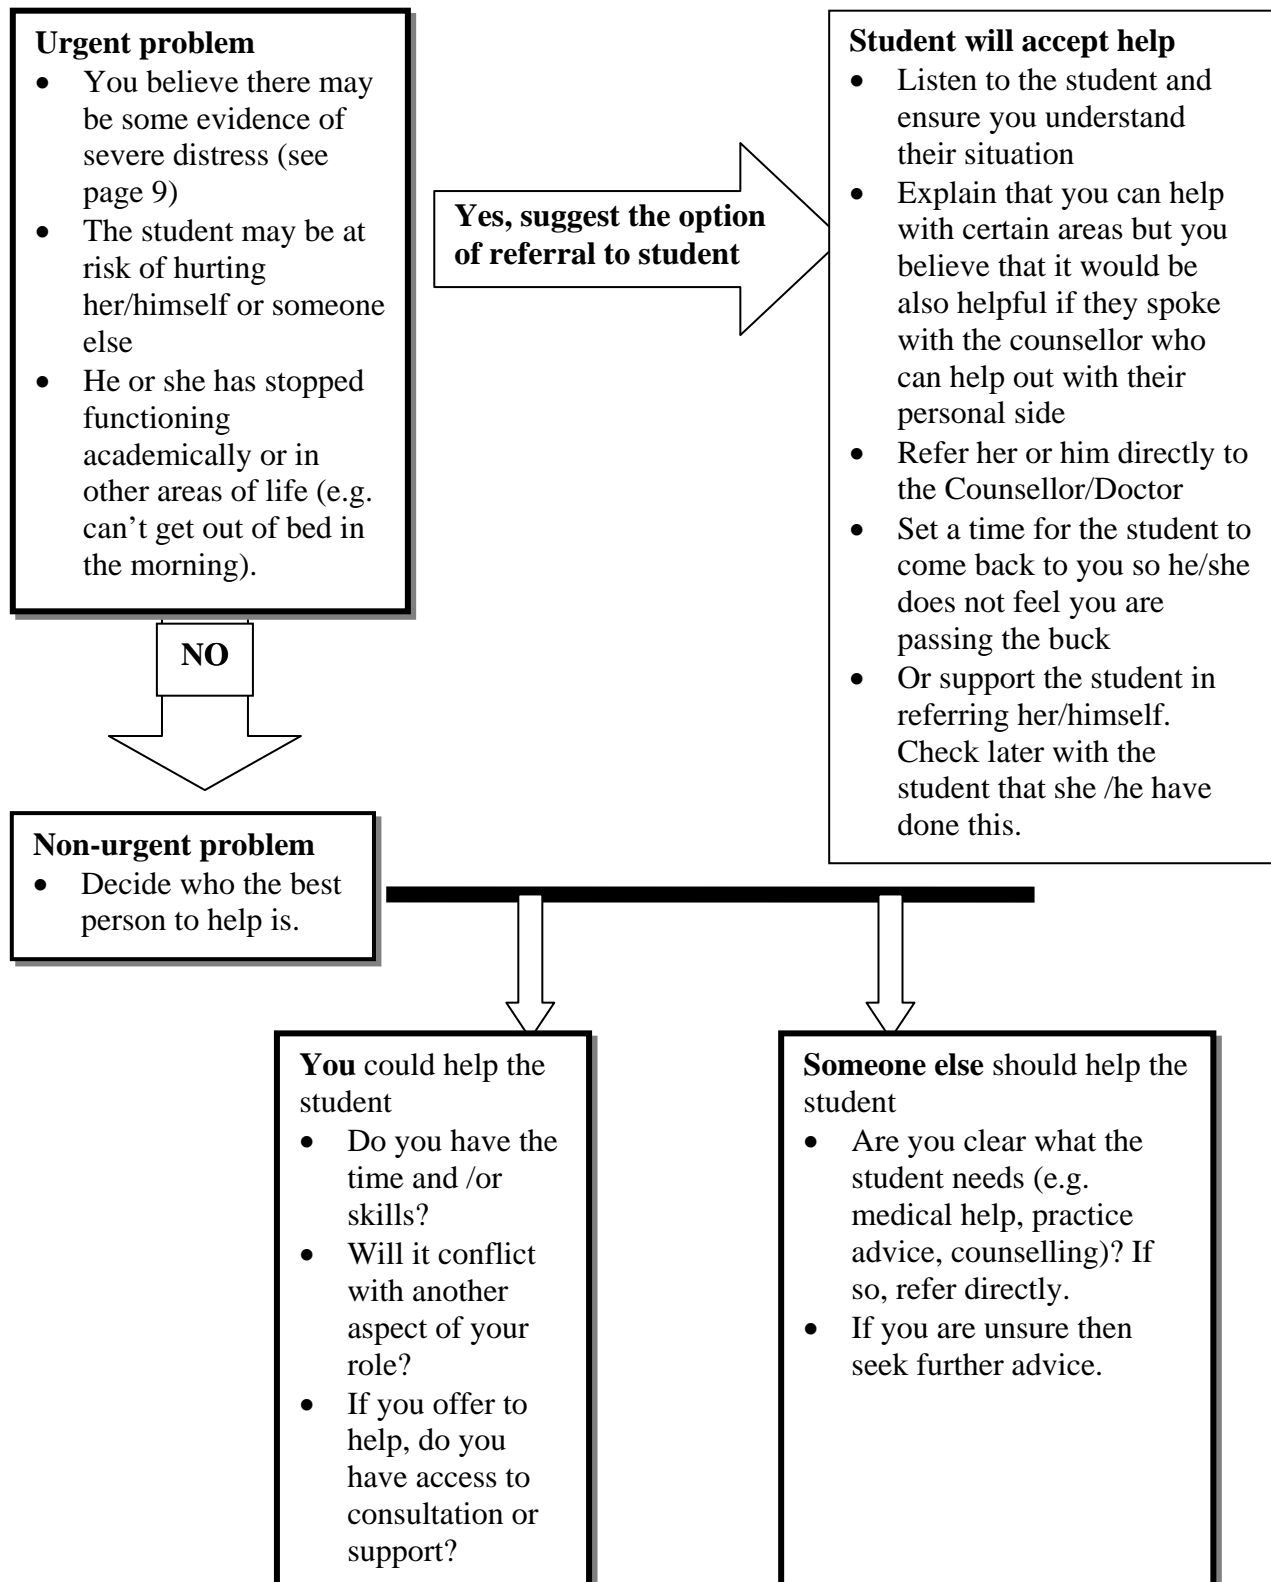 Urgent problem
• You believe there may
be some evidence of
severe distress (see
page 9)
• The student may be at
risk of hurting
her/himself or someone
else
• He or she has stopped
functioning
academically or in
other areas of life (e.g.
can’t get out of bed in
the morning).
Yes, suggest the option
of referral to student
Student will accept help
• Listen to the student and
ensure you understand
their situation
• Explain that you can help
with certain areas but you
believe that it would be
also helpful if they spoke
with the counsellor who
can help out with their
personal side
• Refer her or him directly to
the Counsellor/Doctor
• Set a time for the student to
come back to you so he/she
does not feel you are
passing the buck
• Or support the student in
referring her/himself.
Check later with the
student that she /he have
done this.
NO
Non-urgent problem
• Decide who the best
person to help is.
You could help the
student
• Do you have the
time and /or
skills?
• Will it conflict
with another
aspect of your
role?
• If you offer to
help, do you
have access to
consultation or
support?
Someone else should help the
student
• Are you clear what the
student needs (e.g.
medical help, practice
advice, counselling)? If
so, refer directly.
• If you are unsure then
seek further advice.